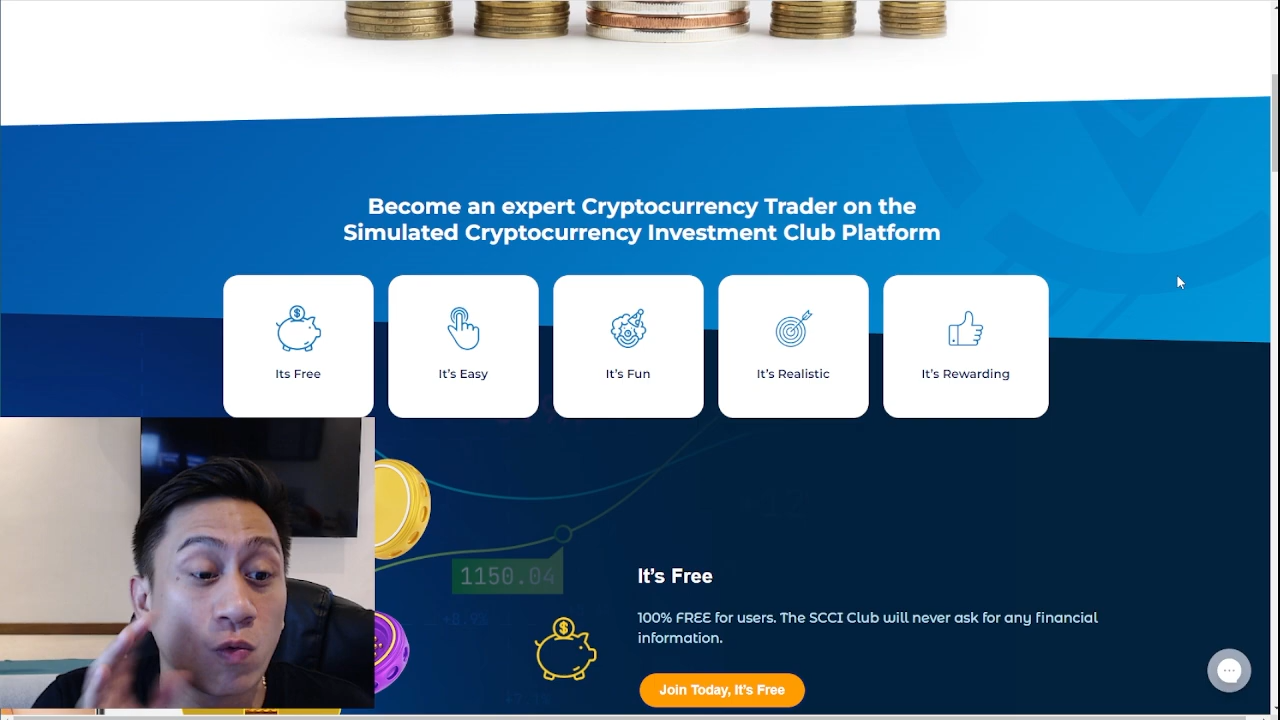 Become an expert Cryptocurrency Trader on the
Simulated Cryptocurrency Investment Club Platform
Its Free
It's Easy
It's Fun
It's Realistic
It's Rewarding
1150.04
It's Free
100% FREE for users. The SCCI Club will never ask for any financial
information.
Join Today, It's Free